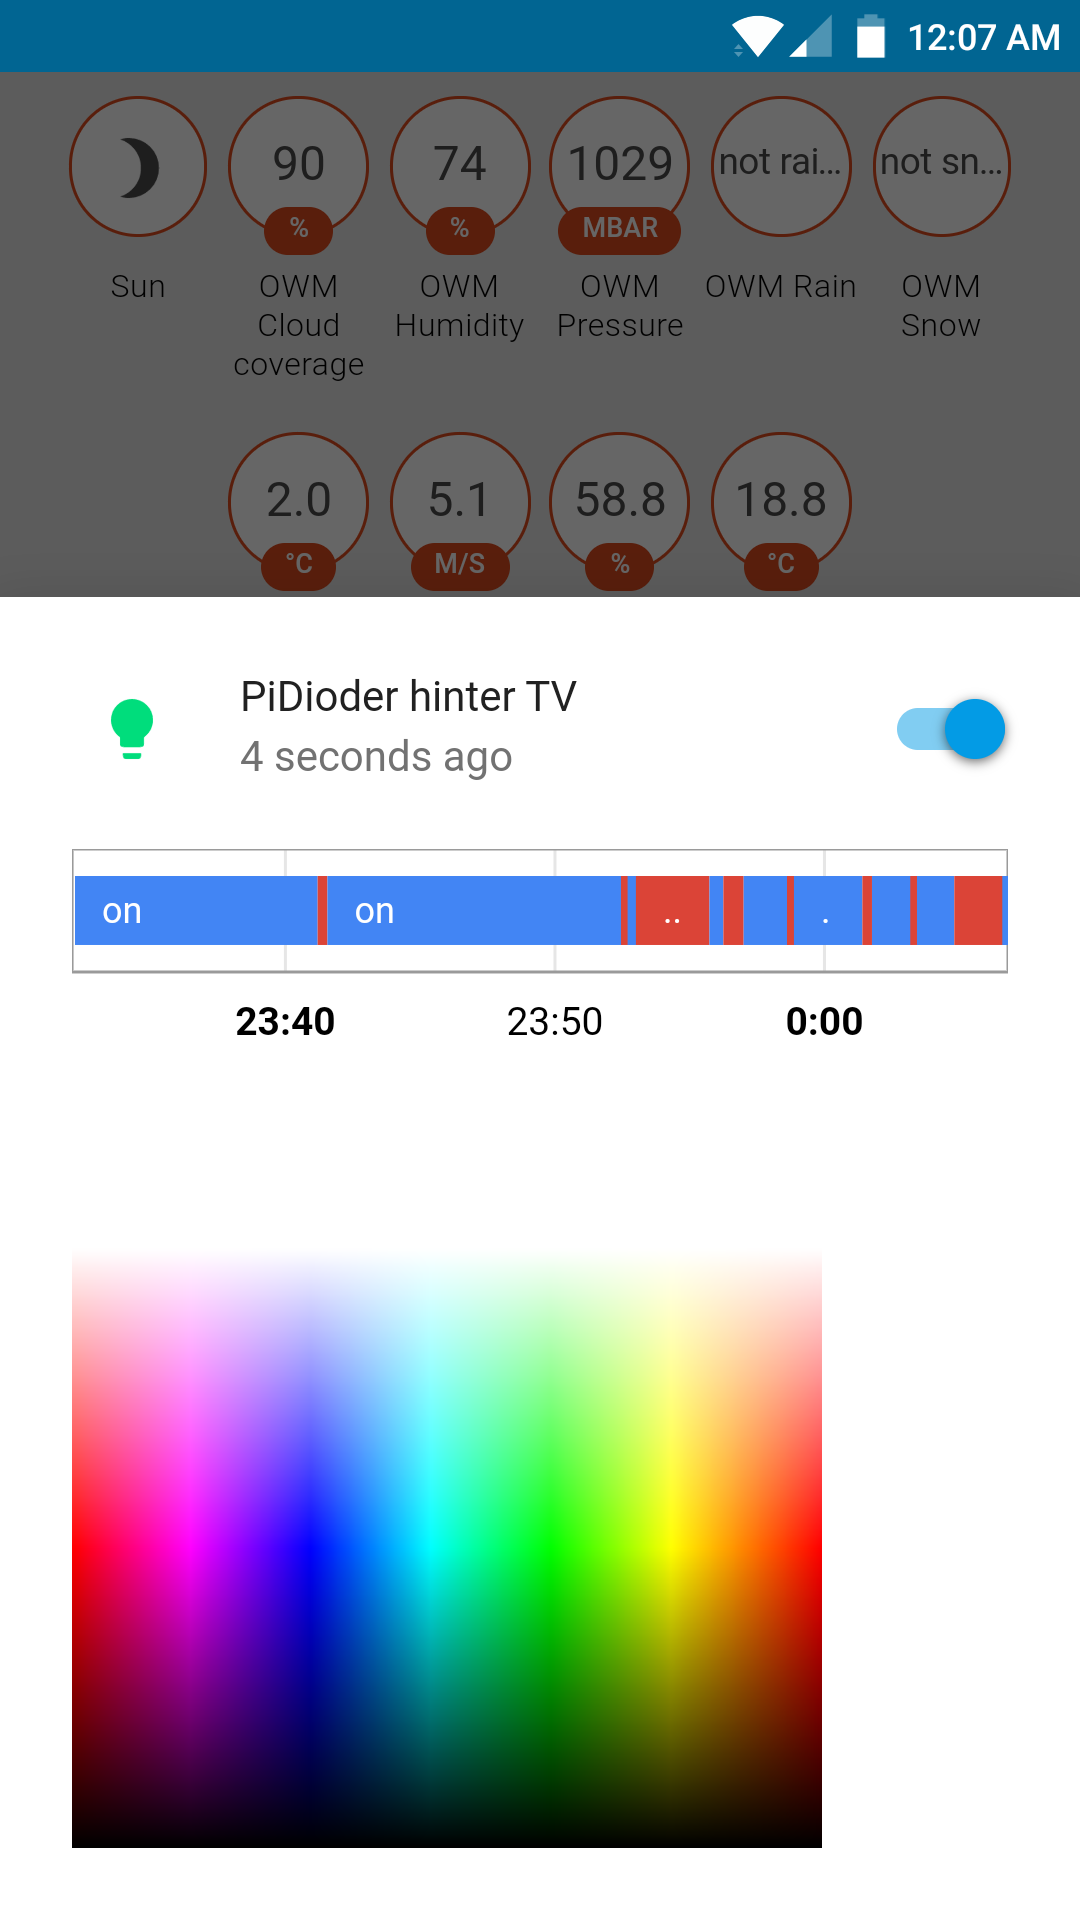 12:07 AM
90 74 1029 not rai... not sn...
% % MBAR
Sun OWM OWM OWM OWM Rain OWM
Cloud Humidity Pressure Snow
coverage
2.0 5.1 58.8 18.8
°C M/S % °C
PiDioder hinter TV
4 seconds ago
on on .. .
23:40 23:50 0:00